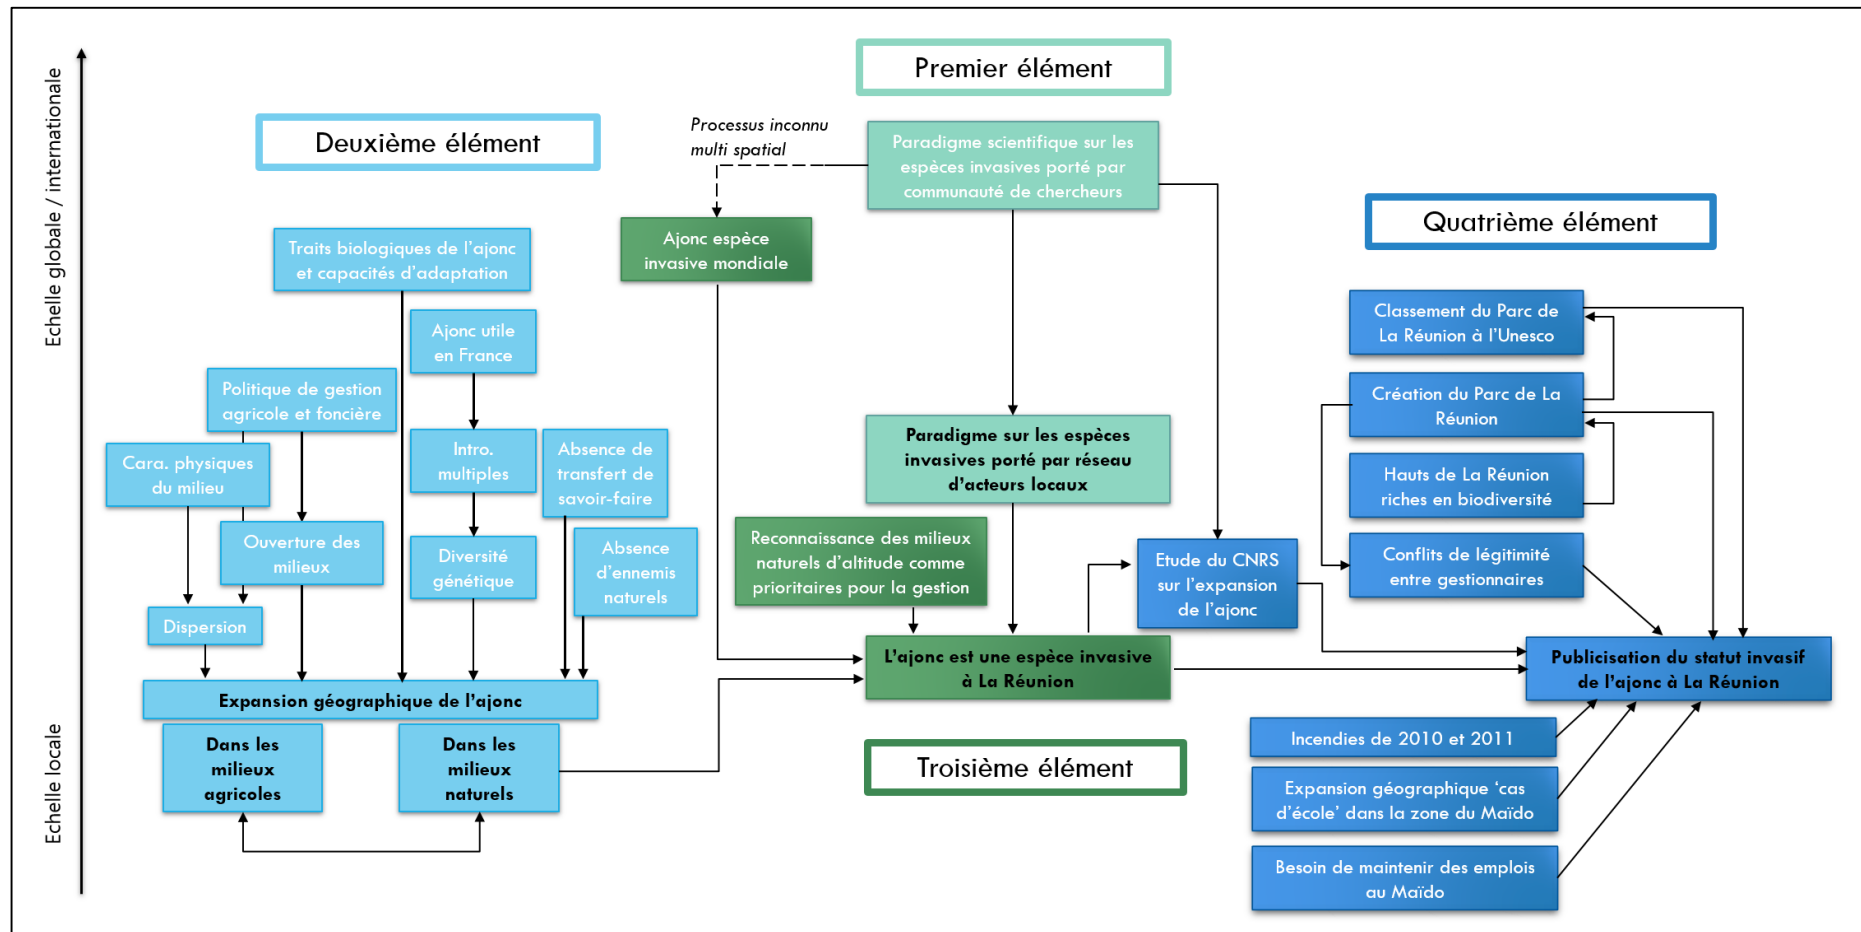 Echelle globale / internationale
Echelle locale
Premier élément
Deuxième élément
Processus inconnu
multi spatial
Paradigme scientifique sur les
espèces invasives porté par
communauté de chercheurs
Quatrième élément
Ajonc espèce
invasive mondiale
Traits biologiques de l'ajonc
et capacités d'adaptation
Ajonc utile
en France
Politique de gestion
agricole et foncière
Cara. physiques
du milieu
Intro.
multiples
Absence de
transfert de
savoir-faire
Ouverture des
milieux
Diversité
génétique
Absence
d'ennemis
naturels
Dispersion
Expansion géographique de l'ajonc
Dans les
milieux
agricoles
Dans les
milieux
naturels
Paradigme sur les espèces
invasives porté par réseau
d'acteurs locaux
Reconnaissance des milieux
naturels d'altitude comme
prioritaires pour la gestion
L'ajonc est une espèce invasive
à La Réunion
Troisième élément
Etude du CNRS
sur l'expansion
de l'ajonc
Classement du Parc de
La Réunion à l'Unesco
Création du Parc de La
Réunion
Hauts de La Réunion
riches en biodiversité
Conflits de légitimité
entre gestionnaires
Publicisation du statut invasif
de l'ajonc à La Réunion
Incendies de 2010 et 2011
Expansion géographique 'cas
d'école' dans la zone du Maïdo
Besoin de maintenir des emplois
au Maïdo